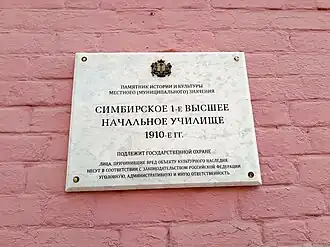 ПАМЯТНИК ИСТОРИИ И КУЛЬТУРЫ
МЕСТНОГО (МУНИЦИПАЛЬНОГО) ЗНАЧЕНИЯ
СИМБИРСКОЕ 1-Е ВЫСШЕЕ
НАЧАЛЬНОЕ УЧИЛИЩЕ
1910-Е ГГ.
ПОДЛЕЖИТ ГОСУДАРСТВЕННОЙ ОХРАНЕ
ЛИЦА, ПРИЧИНИВШИЕ ВРЕД ОБЪЕКТУ КУЛЬТУРНОГО НАСЛЕДИЯ
НЕСУТ В СООТВЕТСТВИИ С ЗАКОНОДАТЕЛЬСТВОМ РОССИЙСКОЙ ФЕДЕРАЦИИ
УГОЛОВНУЮ, АДМИНИСТРАТИВНУЮ И ИНУЮ ОТВЕТСТВЕННОСТЬ